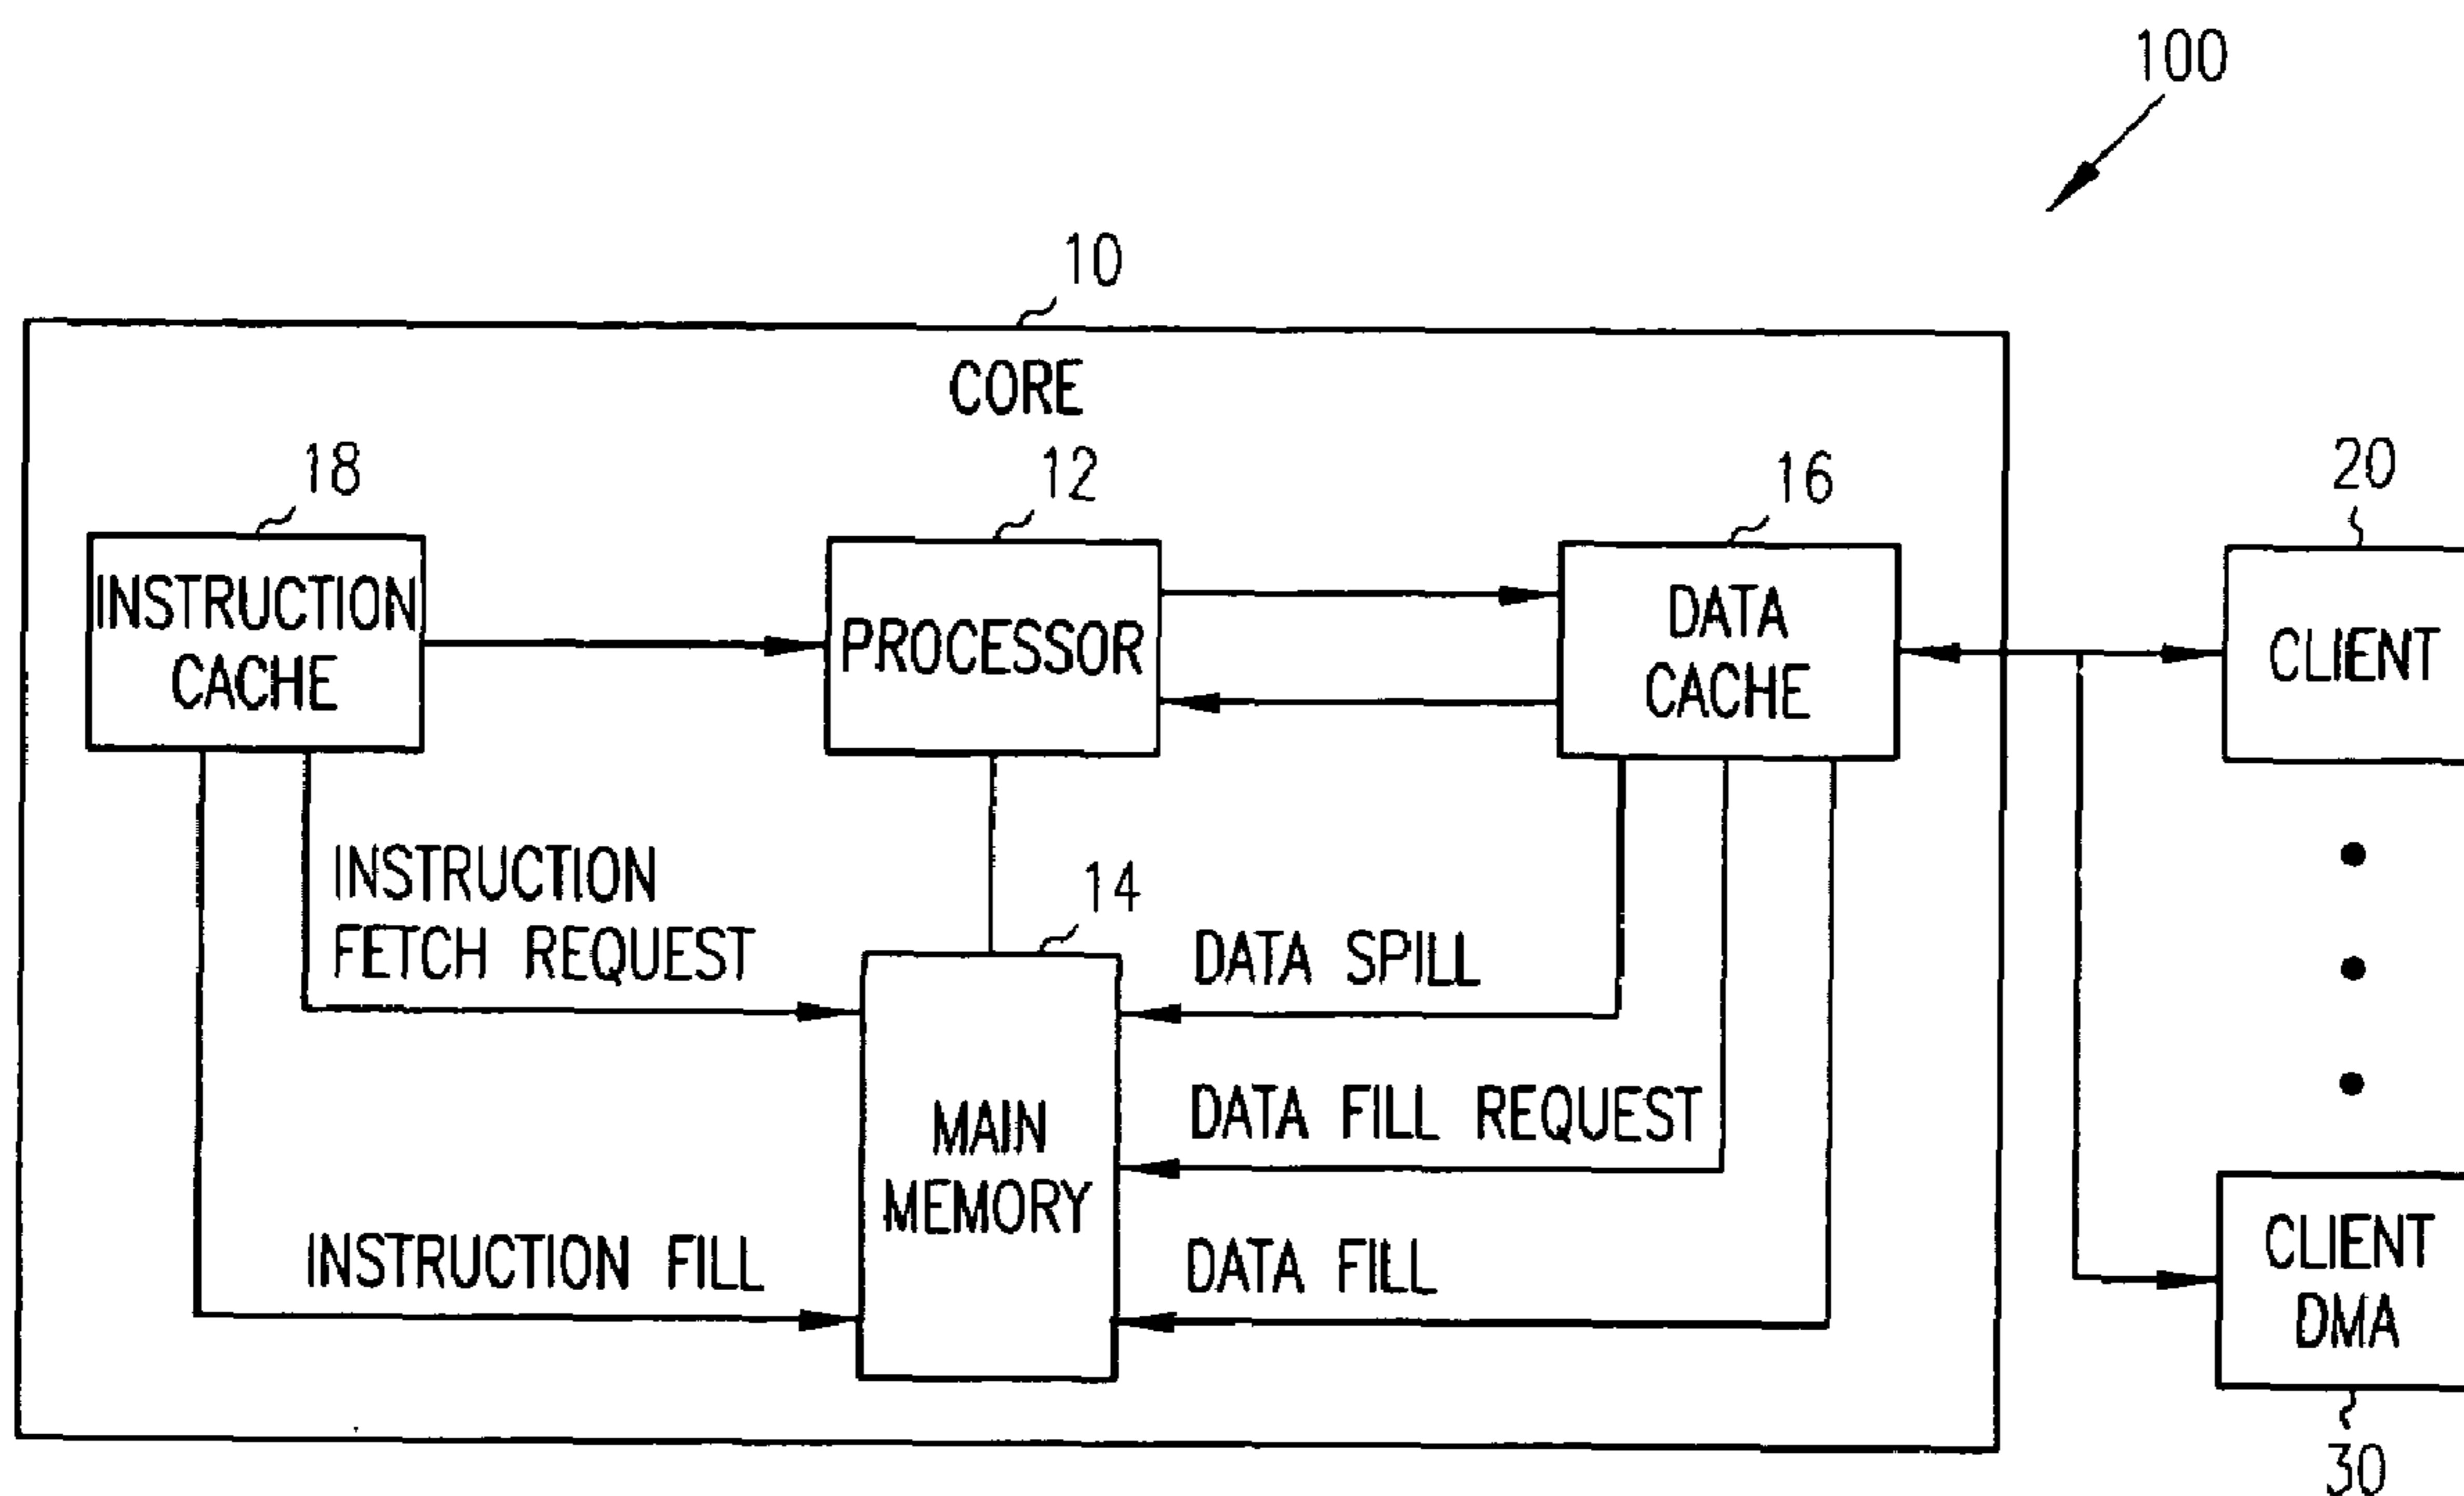 100
10
CORE
18
12
16
20
INSTRUCTION
CACHE
PROCESSOR
DATA
CACHE
CLIENT
INSTRUCTION
FETCH REQUEST
14
DATA SPILL
MAIN
MEMORY
DATA FILL REQUEST
INSTRUCTION FILL
DATA FILL
CLIENT
DMA
30